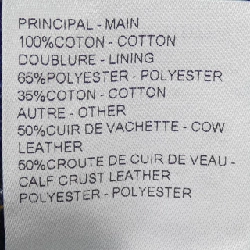 PRINCIPAL - MAIN
100%COTON - COTTON
DOUBLURE - LINING
65%POLYESTER - POLYESTER
35%COTON - COTTON
AUTRE - OTHER
50%CUIR DE VACHETTE - COW
LEATHER
50%CROUTE DE CUIR DE VEAU -
CALF CRUST LEATHER
POLYESTER - POLYESTER